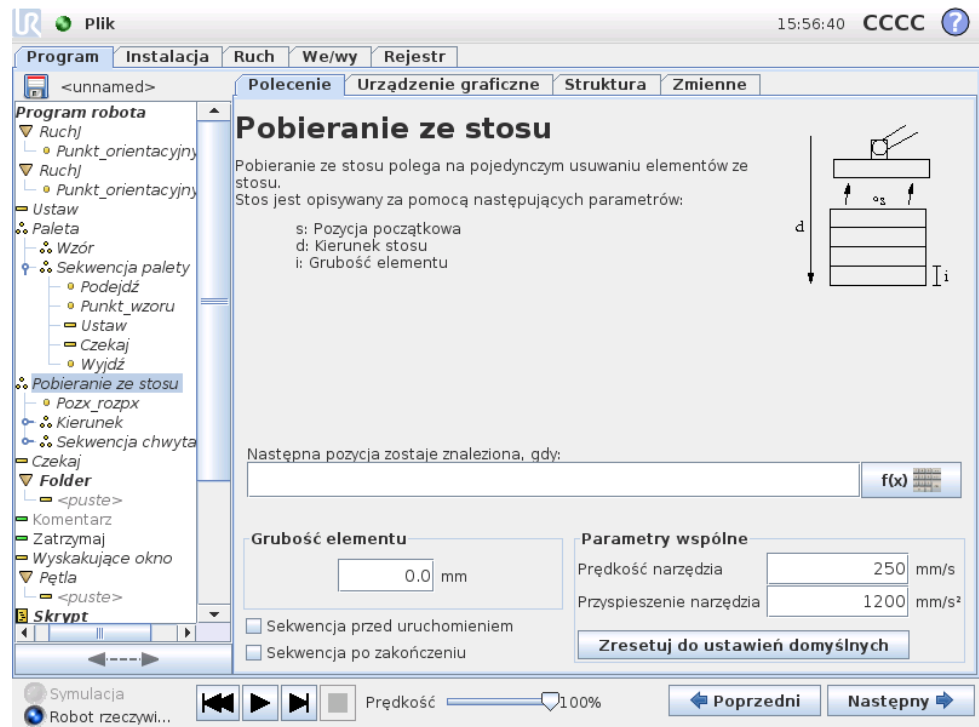 Plik
15:56:40 CCCC ?
Program Instalacja Ruch We/wy Rejestr
<unnamed>
Polecenie Urządzenie graficzne Struktura Zmienne
Program robota
RuchJ
Punkt_orientacyjny
RuchJ
Punkt_orientacyjny
Ustaw
Paleta
Wzór
Sekwencja palety
Podejdź
Punkt_wzoru
Ustaw
Czekaj
Wyjdź
Pobieranie ze stosu
Pozx_rozpx
Kierunek
Sekwencja chwyta
Czekaj
Folder
<puste>
Komentarz
Zatrzymaj
Wyskakujące okno
Pętla
<puste>
Skrypt
Pobieranie ze stosu
Pobieranie ze stosu polega na pojedynczym usuwaniu elementów ze
stosu.
Stos jest opisywany za pomocą następujących parametrów:
s: Pozycja początkowa
d: Kierunek stosu
i: Grubość elementu
d
s
i
Następna pozycja zostaje znaleziona, gdy:
f(x)
Grubość elementu
0.0 mm
Sekwencja przed uruchomieniem
Sekwencja po zakończeniu
Parametry wspólne
Prędkość narzędzia 250 mm/s
Przyspieszenie narzędzia 1200 mm/s²
Zresetuj do ustawień domyślnych
Symulacja
Robot rzeczywi...
Prędkość 100%
Poprzedni Następny